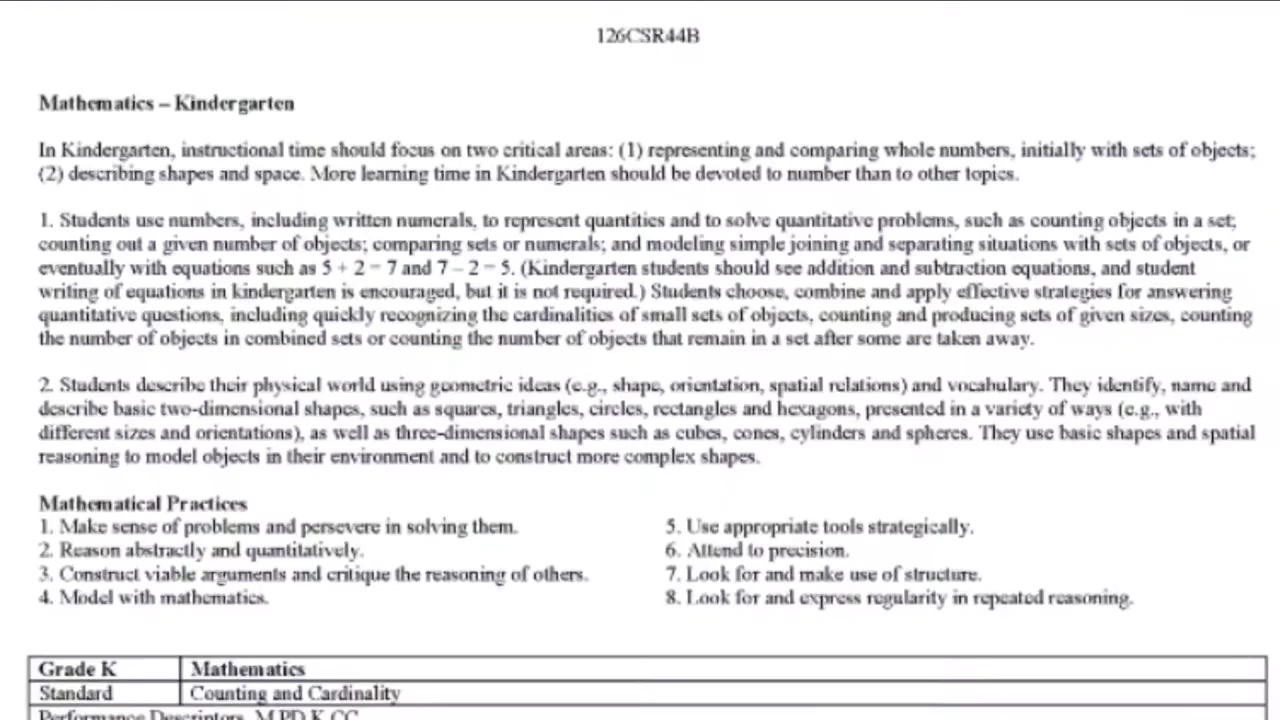 126CSR44B
Mathematics – Kindergarten
In Kindergarten, instructional time should focus on two critical areas: (1) representing and comparing whole numbers, initially with sets of objects;
(2) describing shapes and space. More learning time in Kindergarten should be devoted to number than to other topics.
1. Students use numbers, including written numerals, to represent quantities and to solve quantitative problems, such as counting objects in a set;
counting out a given number of objects; comparing sets or numerals; and modeling simple joining and separating situations with sets of objects, or
eventually with equations such as 5 + 2 = 7 and 7 – 2 = 5. (Kindergarten students should see addition and subtraction equations, and student
writing of equations in kindergarten is encouraged, but it is not required.) Students choose, combine and apply effective strategies for answering
quantitative questions, including quickly recognizing the cardinalities of small sets of objects, counting and producing sets of given sizes, counting
the number of objects in combined sets or counting the number of objects that remain in a set after some are taken away.
2. Students describe their physical world using geometric ideas (e.g., shape, orientation, spatial relations) and vocabulary. They identify, name and
describe basic two-dimensional shapes, such as squares, triangles, circles, rectangles and hexagons, presented in a variety of ways (e.g., with
different sizes and orientations), as well as three-dimensional shapes such as cubes, cones, cylinders and spheres. They use basic shapes and spatial
reasoning to model objects in their environment and to construct more complex shapes.
Mathematical Practices
1. Make sense of problems and persevere in solving them.
2. Reason abstractly and quantitatively.
3. Construct viable arguments and critique the reasoning of others.
4. Model with mathematics.
5. Use appropriate tools strategically.
6. Attend to precision.
7. Look for and make use of structure.
8. Look for and express regularity in repeated reasoning.
Grade K Mathematics
Standard Counting and Cardinality
Performance Descriptors M.PD.K.CC